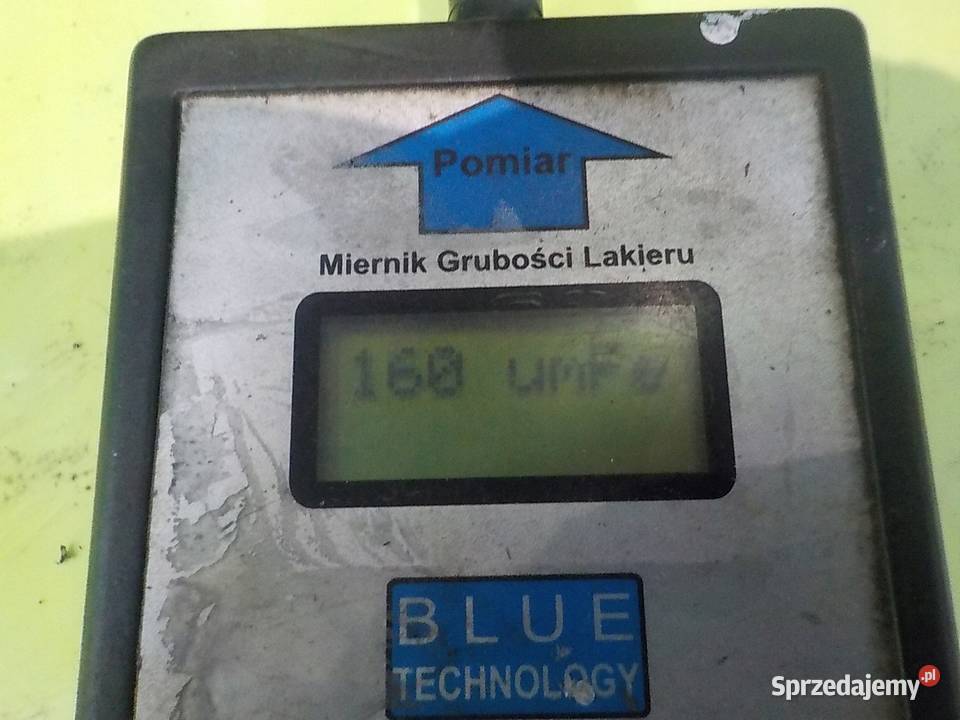 Pomiar
Miernik Grubości Lakieru
160 umFe
BLUE
TECHNOLOGY
Sprzedajemy.pl